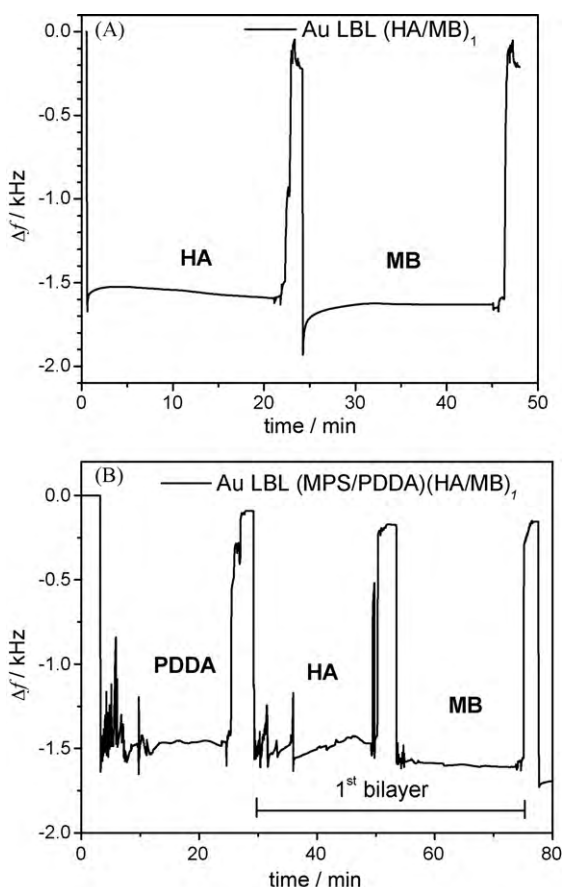 (A)
Au LBL (HA/MB)₁
0.0
-0.5
-1.0
-1.5
-2.0
Δf / kHz
HA
MB
0 10 20 30 40 50
time / min
(B)
Au LBL (MPS/PDDA)(HA/MB)₁
0.0
-0.5
-1.0
-1.5
-2.0
Δf / kHz
PDDA
HA
MB
1ˢᵗ bilayer
0 20 40 60 80
time / min